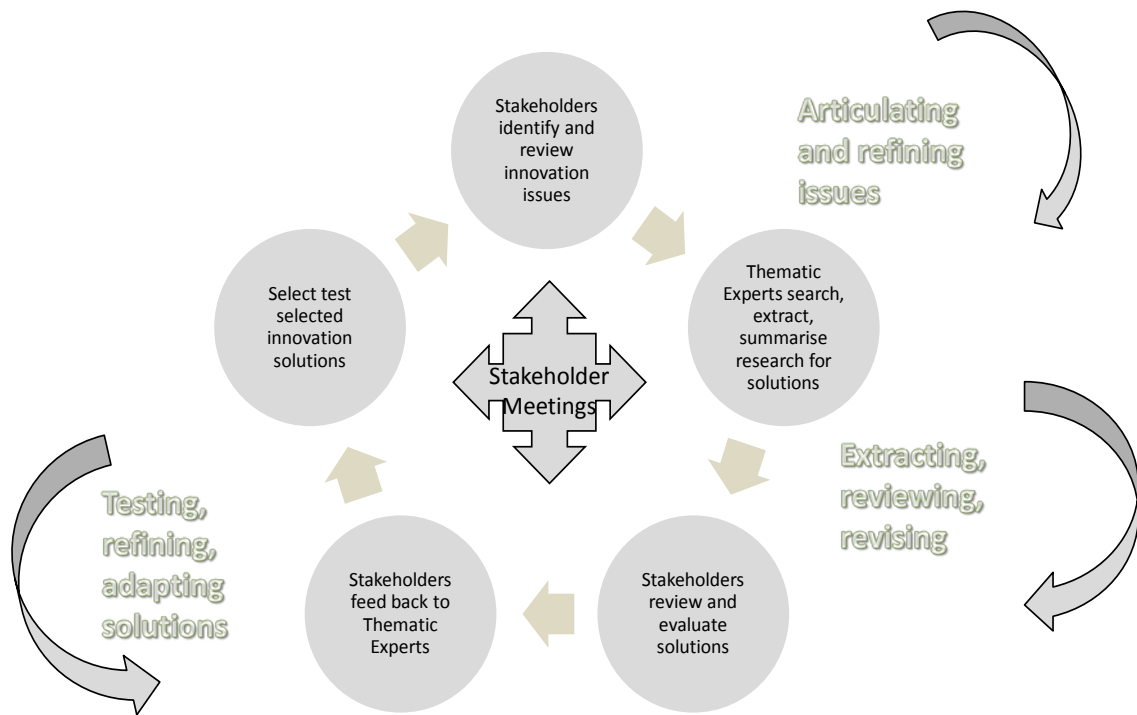 Stakeholders
identify and
review
innovation
issues
Articulating
and refining
issues
Thematic
Experts search,
extract,
summarise
research for
solutions
Extracting,
reviewing,
revising
Stakeholders
review and
evaluate
solutions
Stakeholders
feed back to
Thematic
Experts
Testing,
refining,
adapting
solutions
Select test
selected
innovation
solutions
Stakeholder
Meetings